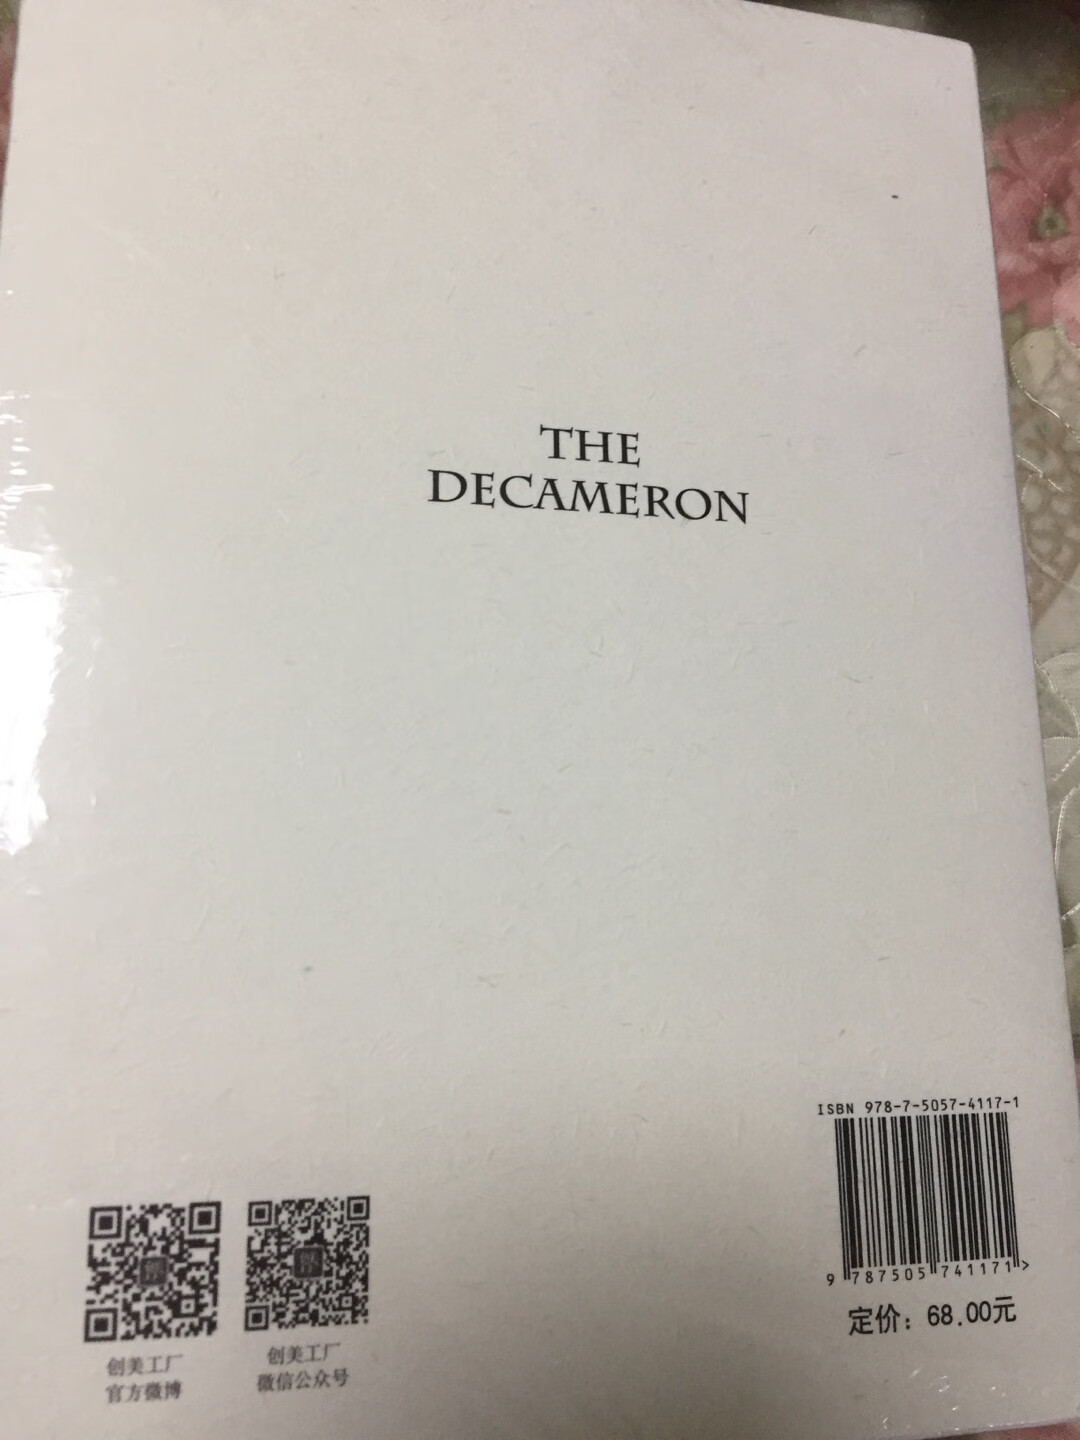 THE
DECAMERON
ISBN 978-7-5057-4117-1
9 787505 741171 >
定价：68.00元
创美工厂
官方微博
创美工厂
微信公众号